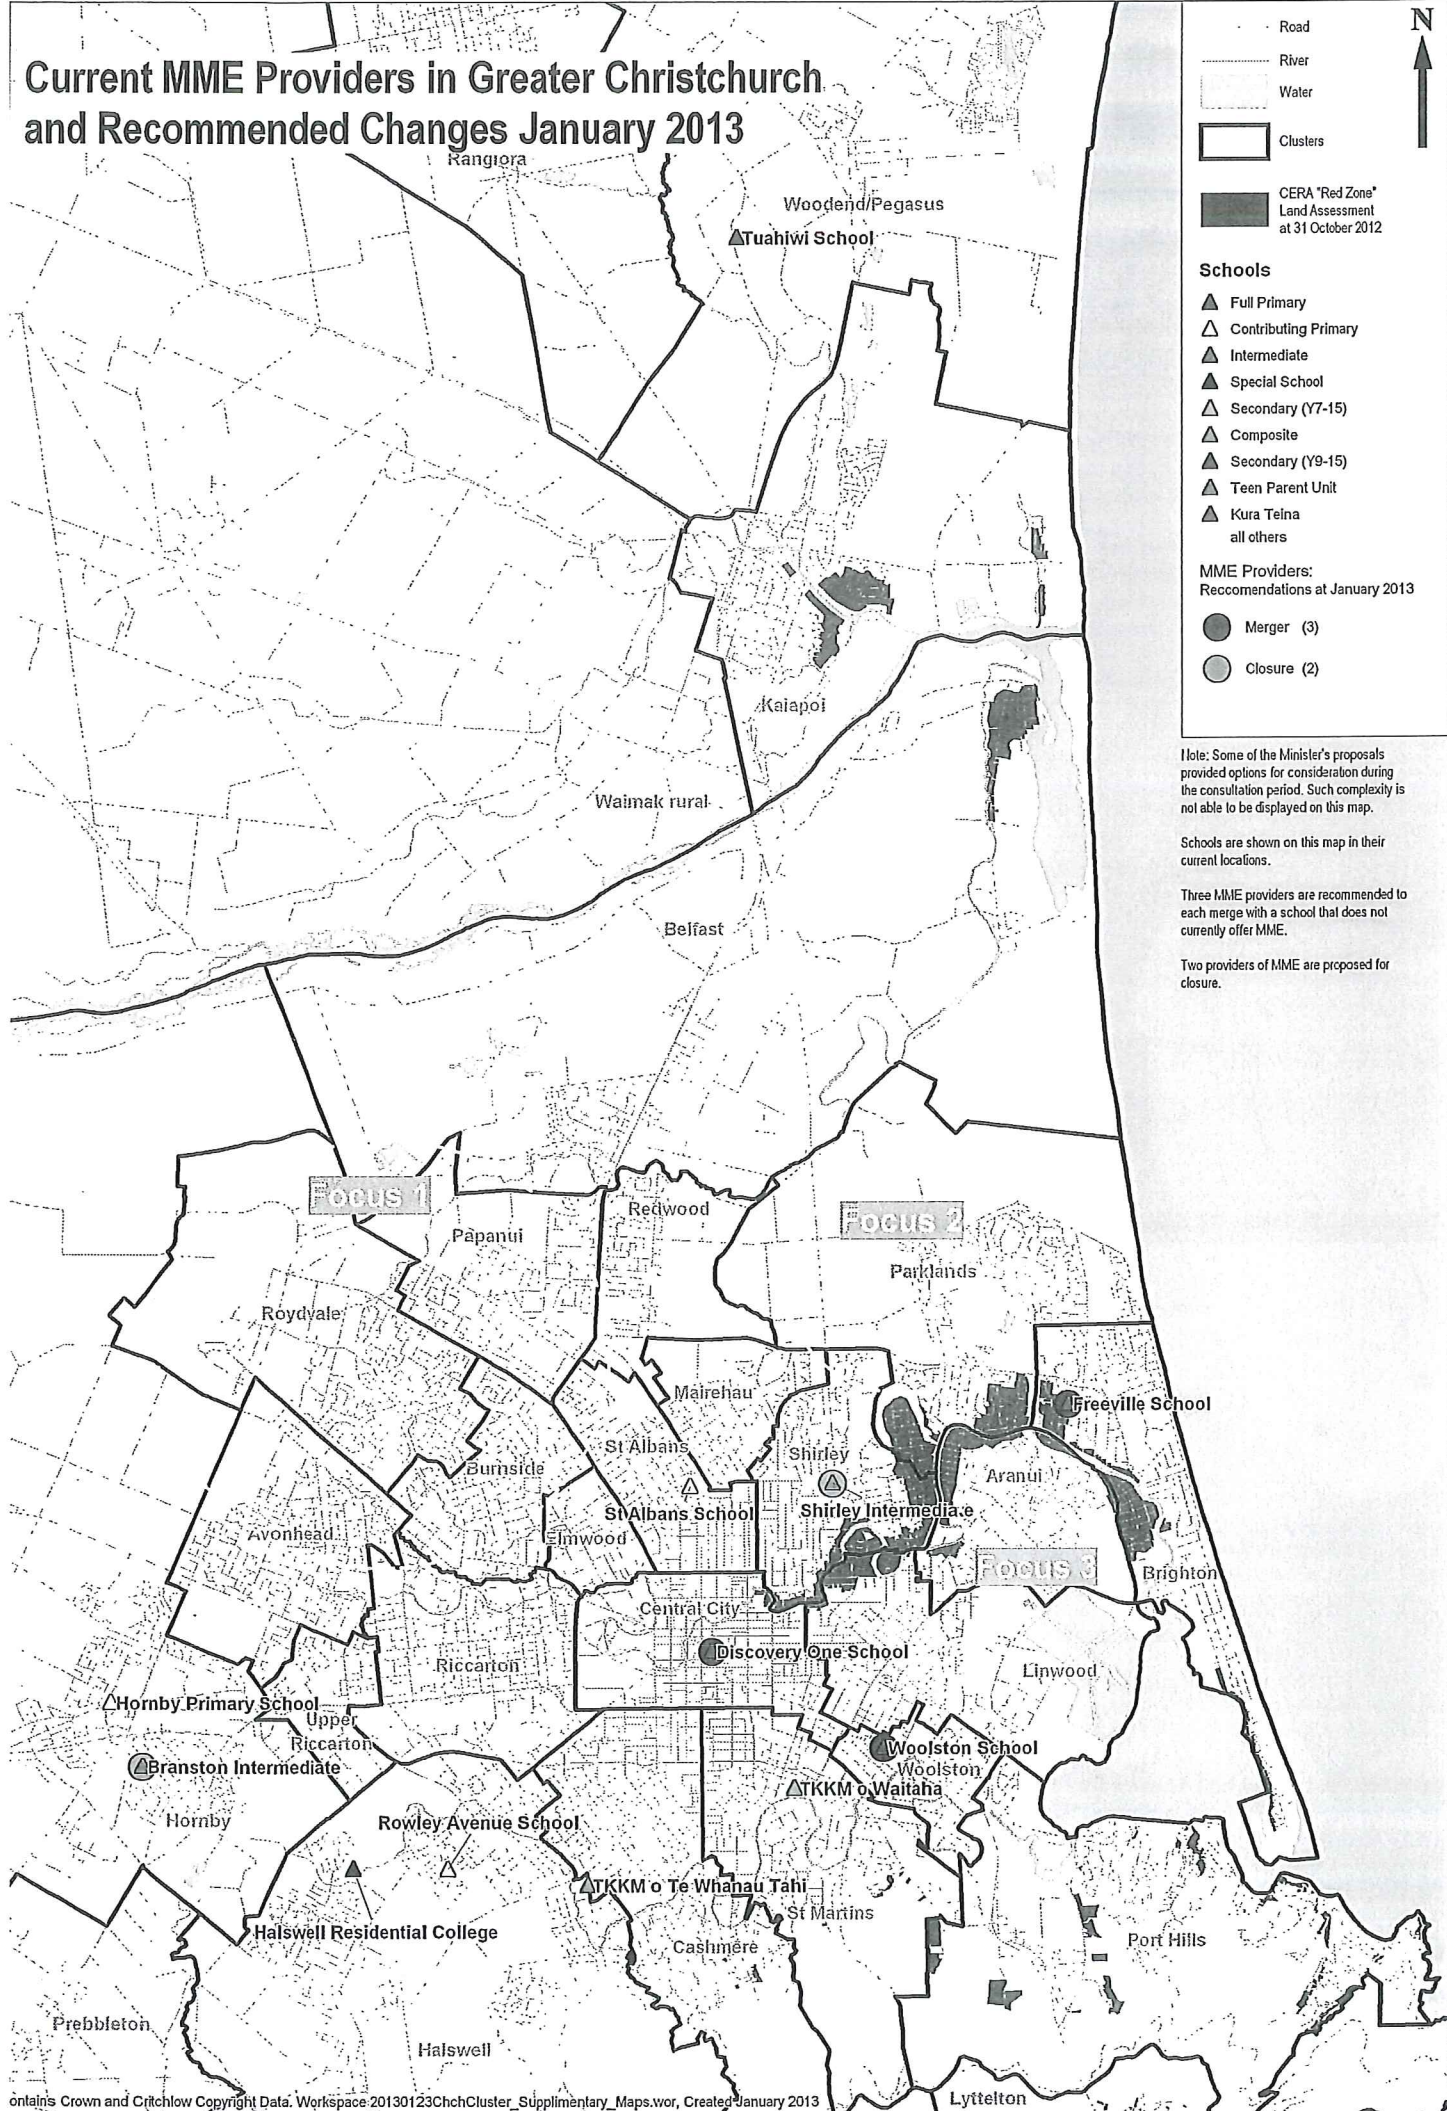 Current MME Providers in Greater Christchurch
and Recommended Changes January 2013
N
Road
River
Water
Clusters
CERA "Red Zone"
Land Assessment
at 31 October 2012
Schools
Full Primary
Contributing Primary
Intermediate
Special School
Secondary (Y7-15)
Composite
Secondary (Y9-15)
Teen Parent Unit
Kura Teina
all others
MME Providers:
Reccomendations at January 2013
Merger (3)
Closure (2)
Note: Some of the Minister's proposals
provided options for consideration during
the consultation period. Such complexity is
not able to be displayed on this map.
Schools are shown on this map in their
current locations.
Three MME providers are recommended to
each merge with a school that does not
currently offer MME.
Two providers of MME are proposed for
closure.
Rangiora
Woodend/Pegasus
Tuahiwi School
Kaiapoi
Waimak rural
Belfast
Focus 1
Redwood
Focus 2
Papanui
Parklands
Roydvale
Mairehau
Freeville School
St Albans
Shirley
Burnside
Aranui
St Albans School
Shirley Intermediate
Avonhead
Elmwood
Focus 3
Brighton
Central City
Discovery One School
Riccarton
Linwood
Hornby Primary School
Upper
Riccarton
Woolston School
Woolston
Branston Intermediate
TKKM o Waitaha
Hornby
Rowley Avenue School
TKKM o Te Whanau Tahi
St Martins
Halswell Residential College
Cashmere
Port Hills
Prebbleton
Halswell
Lyttelton
ontains Crown and Critchlow Copyright Data. Workspace:20130123ChchCluster_Supplimentary_Maps.wor, Created January 2013